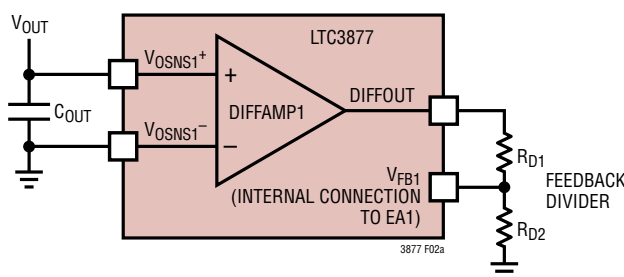 VOUT
LTC3877
VOSNS1+
+
COUT
DIFFAMP1
DIFFOUT
VOSNS1–
–
RD1
VFB1
(INTERNAL CONNECTION
TO EA1)
FEEDBACK
DIVIDER
RD2
3877 F02a